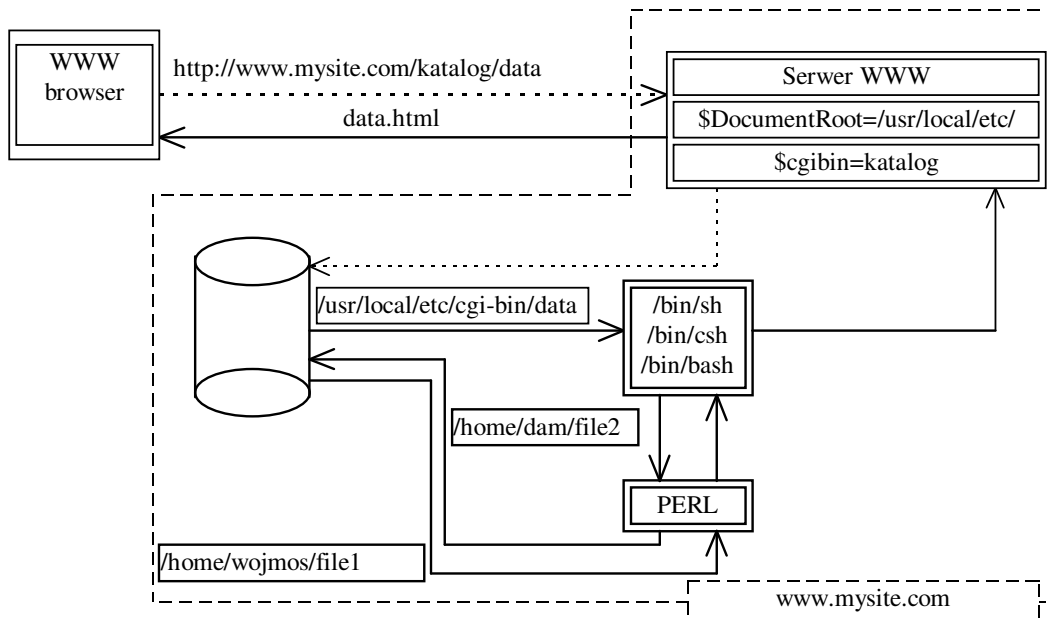 WWW
browser
http://www.mysite.com/katalog/data
data.html
Serwer WWW
$DocumentRoot=/usr/local/etc/
$cgibin=katalog
/usr/local/etc/cgi-bin/data
/bin/sh
/bin/csh
/bin/bash
/home/dam/file2
PERL
/home/wojmos/file1
www.mysite.com